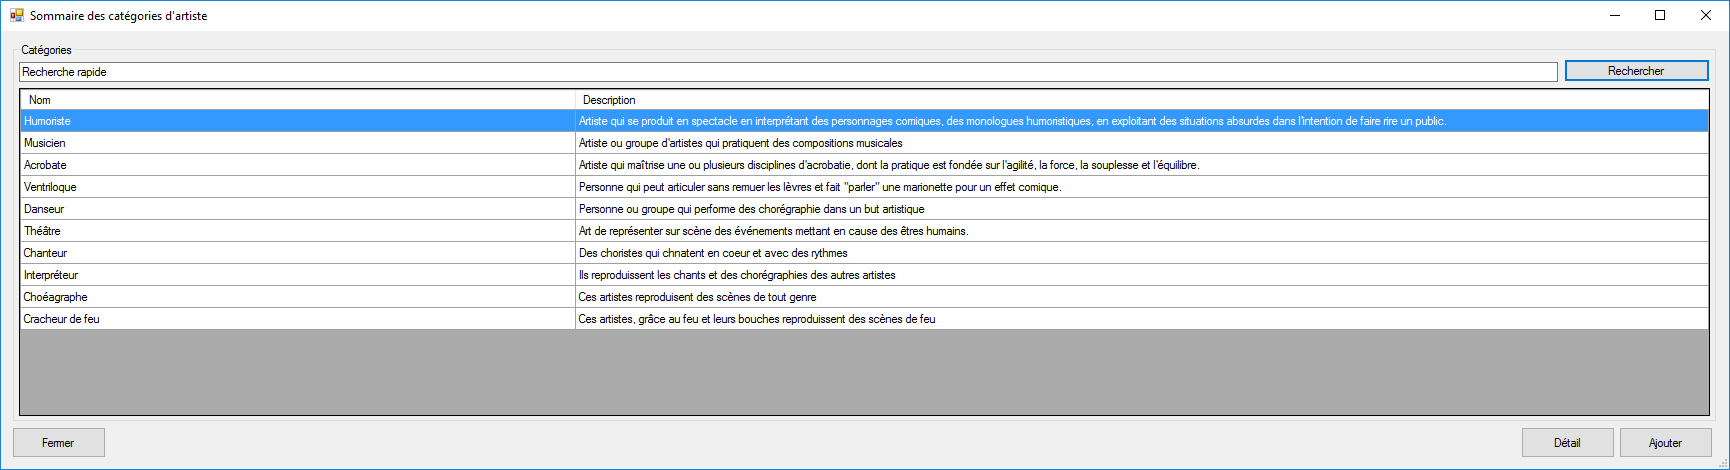 Sommaire des catégories d'artiste
Catégories
Recherche rapide Rechercher
Nom Description
Humoriste Artiste qui se produit en spectacle en interprétant des personnages comiques, des monologues humoristiques, en exploitant des situations absurdes dans l'intention de faire rire un public.
Musicien Artiste ou groupe d'artistes qui pratiquent des compositions musicales
Acrobate Artiste qui maîtrise une ou plusieurs disciplines d'acrobatie, dont la pratique est fondée sur l'agilité, la force, la souplesse et l'équilibre.
Ventriloque Personne qui peut articuler sans remuer les lèvres et fait "parler" une marionette pour un effet comique.
Danseur Personne ou groupe qui performe des chorégraphie dans un but artistique
Théâtre Art de représenter sur scène des événements mettant en cause des êtres humains.
Chanteur Des choristes qui chnatent en coeur et avec des rythmes
Interpréteur Ils reproduissent les chants et des chorégraphies des autres artistes
Choéagraphe Ces artistes reproduisent des scènes de tout genre
Cracheur de feu Ces artistes, grâce au feu et leurs bouches reproduissent des scènes de feu
Fermer Détail Ajouter